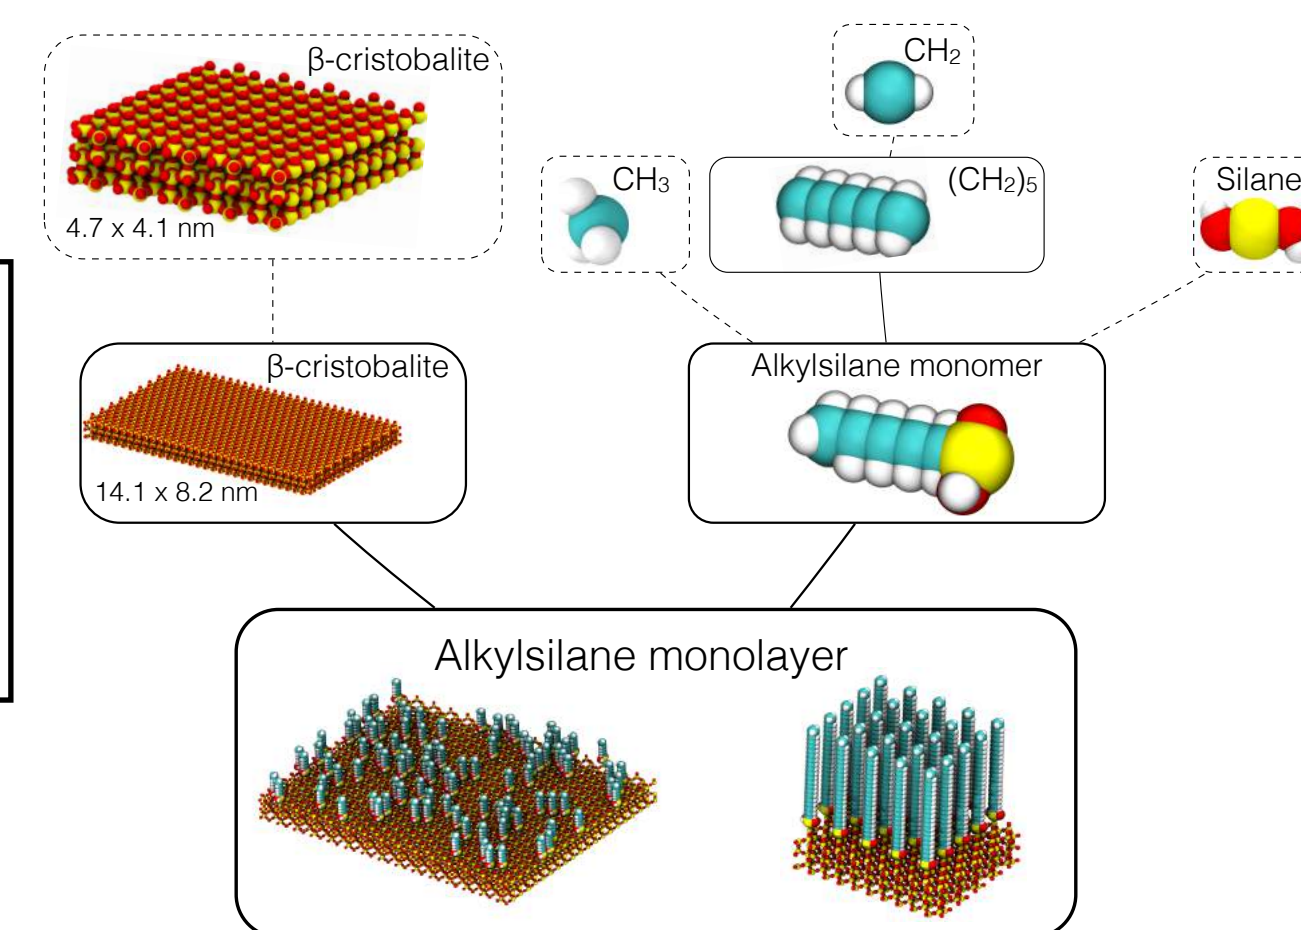 β-cristobalite
4.7 x 4.1 nm
CH₂
CH₃
(CH₂)₅
Silane
β-cristobalite
14.1 x 8.2 nm
Alkylsilane monomer
Alkylsilane monolayer